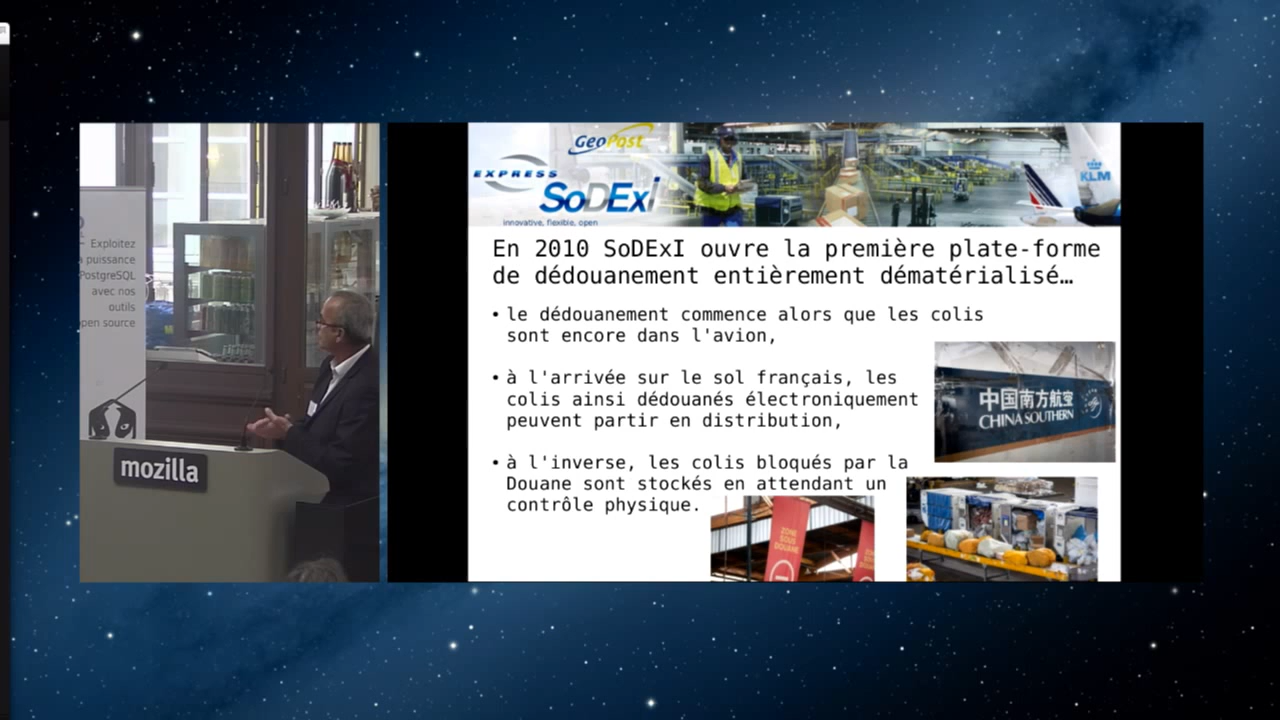 Exploitez
puissance
PostgreSQL
avec nos
outils
open source
mozilla
GeoPost
EXPRESS
SoDExi
innovative, flexible, open
KLM
En 2010 SoDExI ouvre la première plate-forme
de dédouanement entièrement dématérialisé…
• le dédouanement commence alors que les colis
sont encore dans l'avion,
• à l'arrivée sur le sol français, les
colis ainsi dédouanés électroniquement
peuvent partir en distribution,
• à l'inverse, les colis bloqués par la
Douane sont stockés en attendant un
contrôle physique.
中国南方航空
CHINA SOUTHERN
ZONE
SOUS
DOUANE